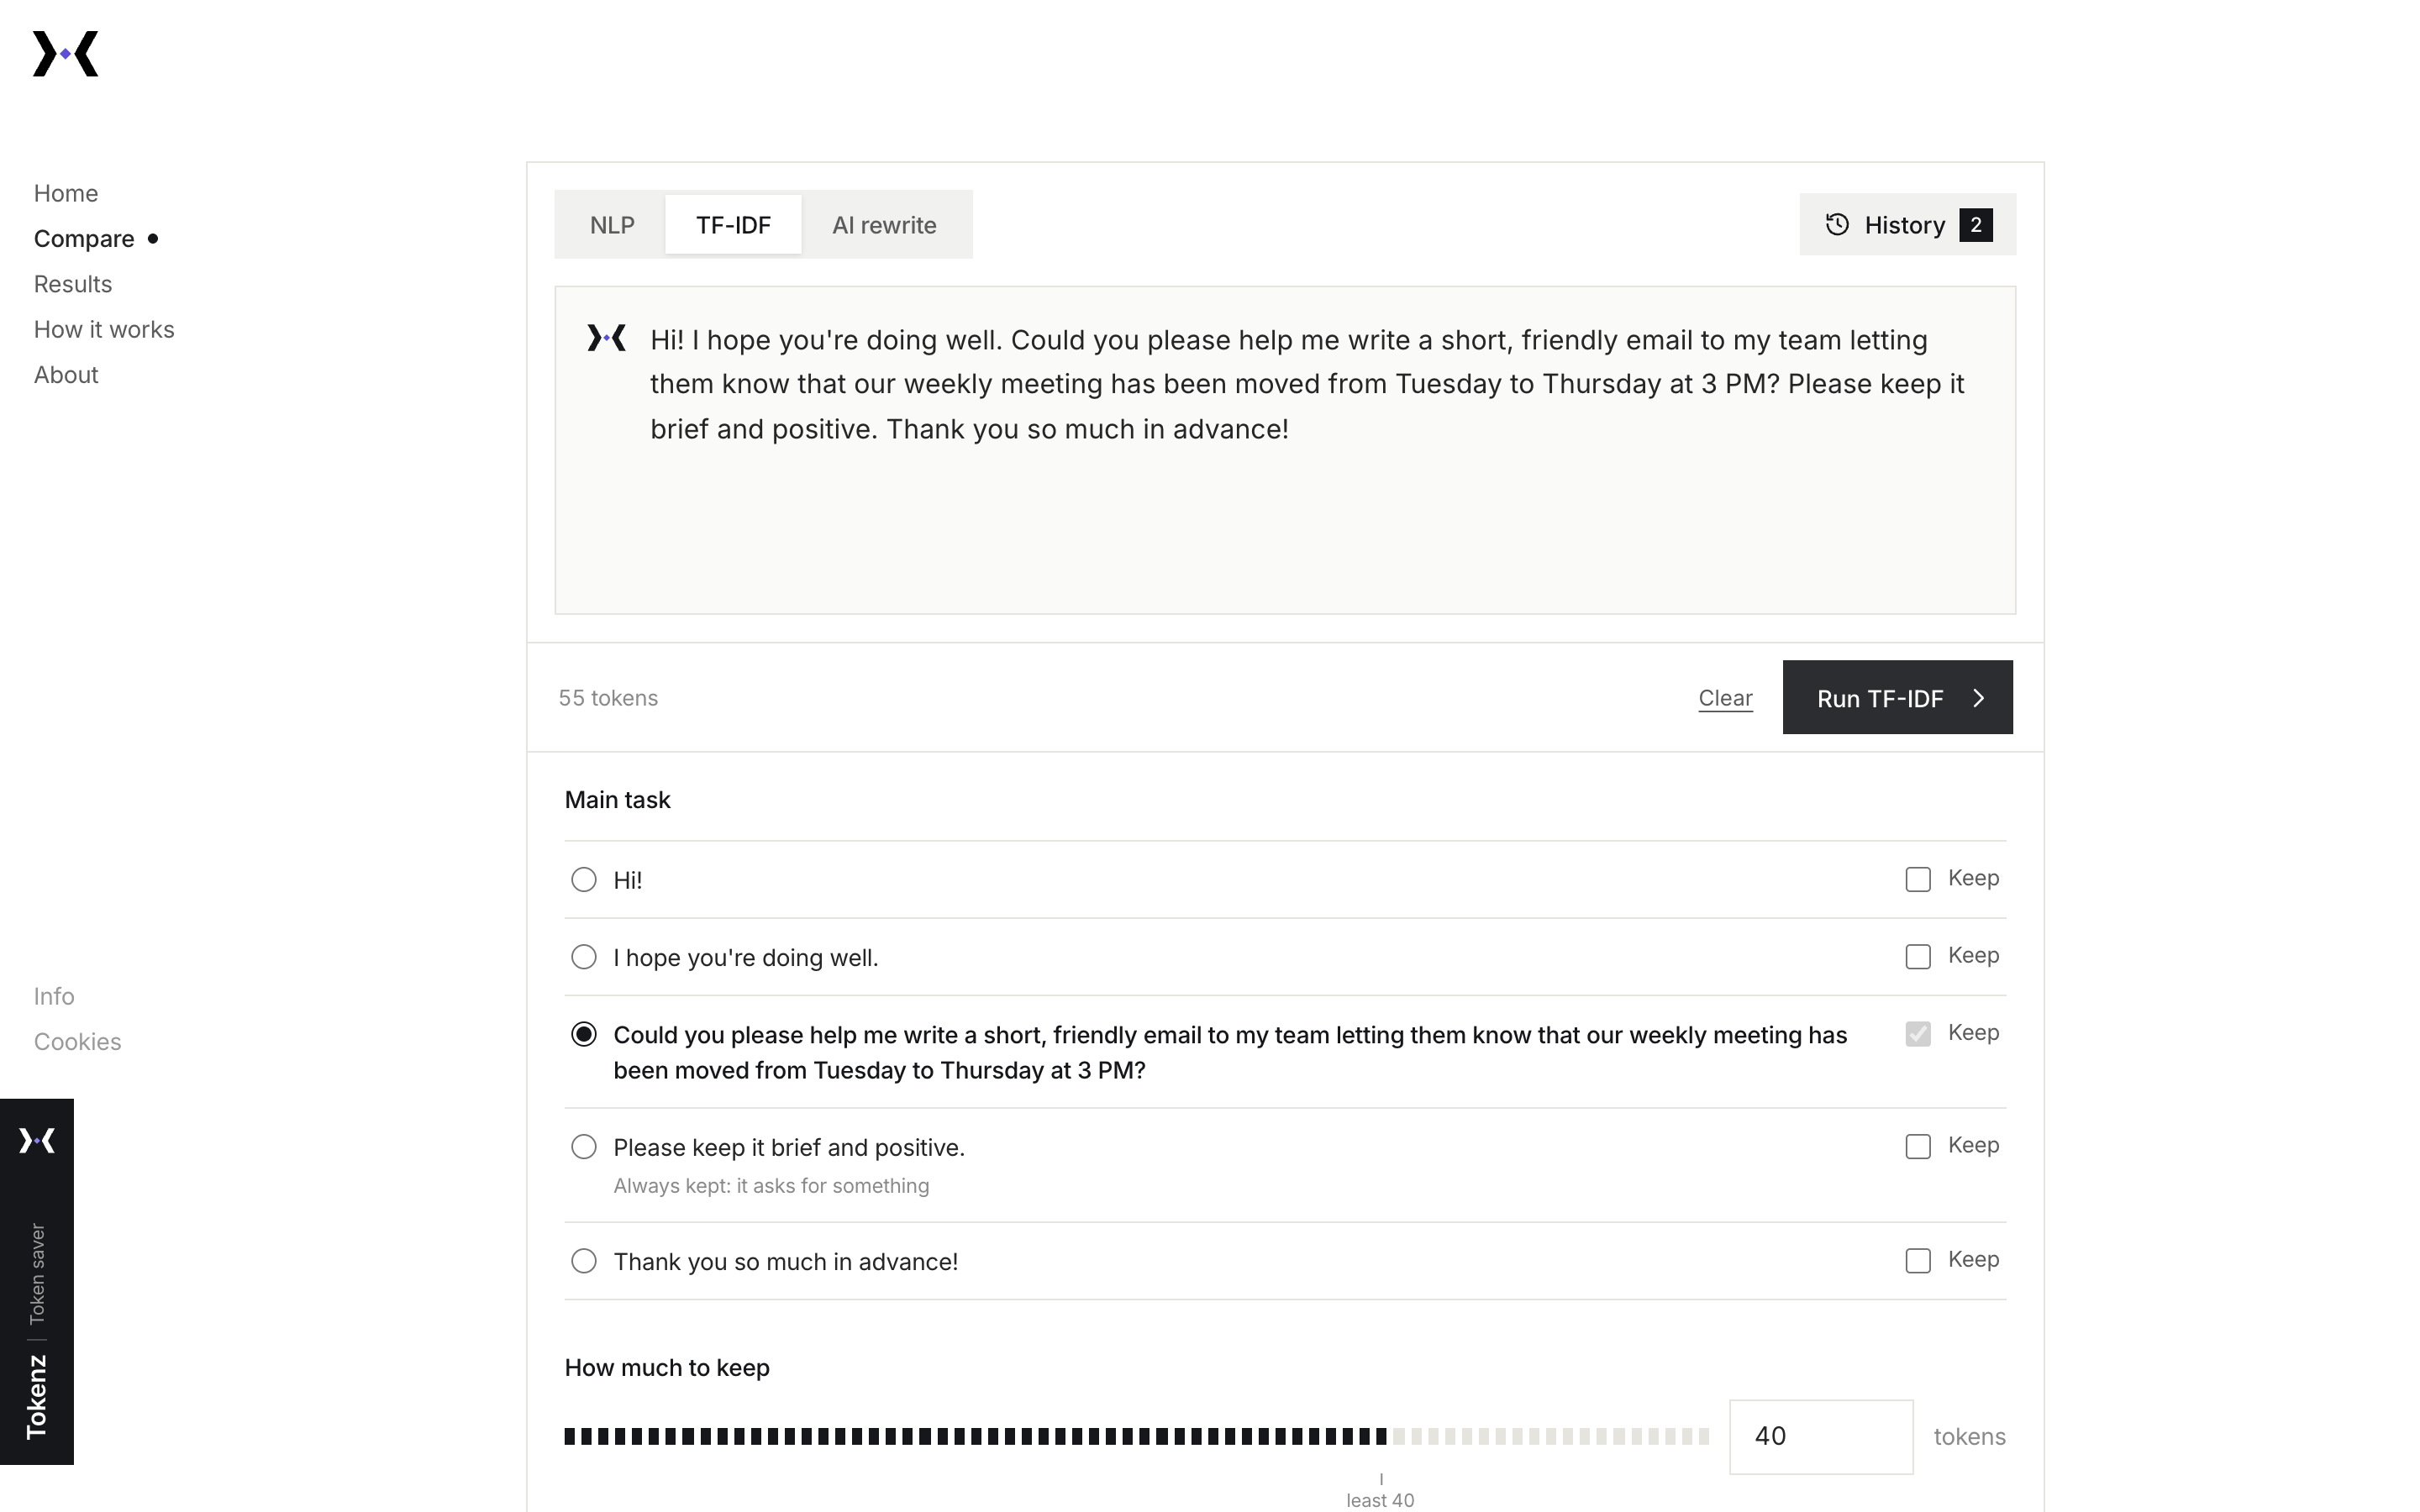 Home
Compare
Results
How it works
About
Info
Cookies
Tokenz | Token saver
NLP
TF-IDF
AI rewrite
History 2
Hi! I hope you're doing well. Could you please help me write a short, friendly email to my team letting
them know that our weekly meeting has been moved from Tuesday to Thursday at 3 PM? Please keep it
brief and positive. Thank you so much in advance!
55 tokens
Clear
Run TF-IDF
Main task
Hi!
Keep
I hope you're doing well.
Keep
Could you please help me write a short, friendly email to my team letting them know that our weekly meeting has
been moved from Tuesday to Thursday at 3 PM?
Keep
Please keep it brief and positive.
Keep
Always kept: it asks for something
Thank you so much in advance!
Keep
How much to keep
40 tokens
least 40